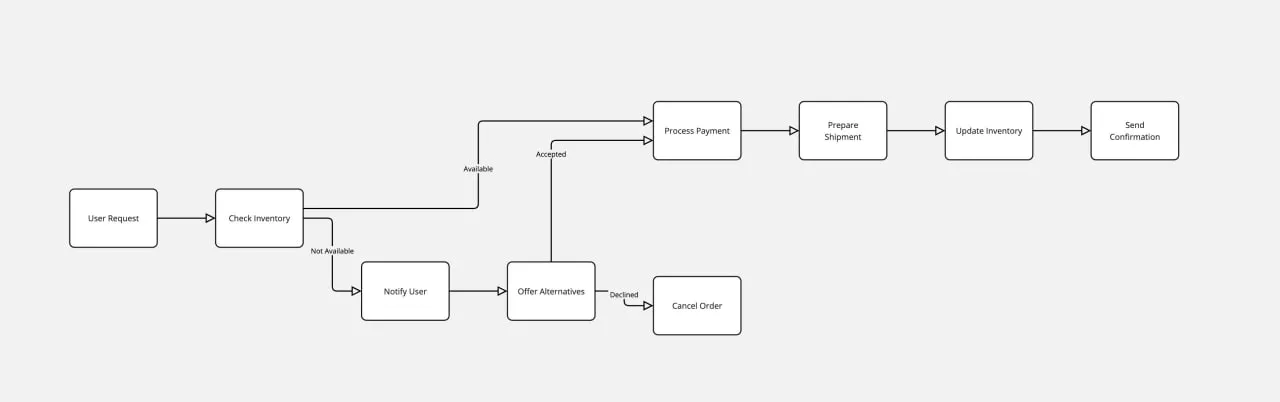 Process Payment
Prepare
Shipment
Update Inventory
Send
Confirmation
Accepted
Available
User Request
Check Inventory
Not Available
Notify User
Offer Alternatives
Declined
Cancel Order